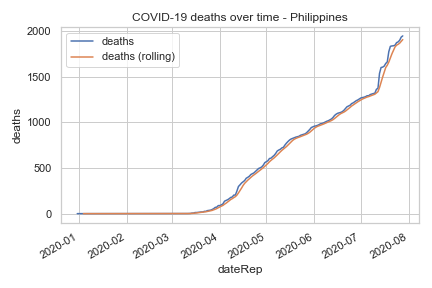 COVID-19 deaths over time - Philippines
deaths
deaths (rolling)
2000
1500
1000
500
0
deaths
2020-01
2020-02
2020-03
2020-04
2020-05
2020-06
2020-07
2020-08
dateRep